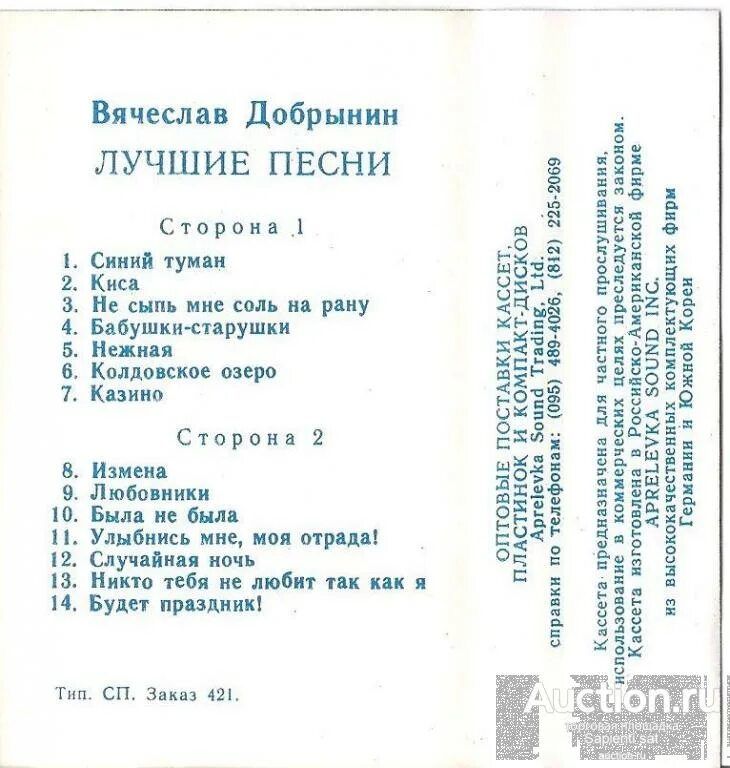 Вячеслав Добрынин
ЛУЧШИЕ ПЕСНИ
Сторона 1
1. Синий туман
2. Киса
3. Не сыпь мне соль на рану
4. Бабушки-старушки
5. Нежная
6. Колдовское озеро
7. Казино
Сторона 2
8. Измена
9. Любовники
10. Была не была
11. Улыбнись мне, моя отрада!
12. Случайная ночь
13. Никто тебя не любит так как я
14. Будет праздник!
Тип. СП. Заказ 421.
ОПТОВЫЕ ПОСТАВКИ КАССЕТ,
ПЛАСТИНОК И КОМПАКТ-ДИСКОВ
Aprelevka Sound Trading, Ltd.
справки по телефонам: (095) 489-4026, (812) 225-2069
Кассета предназначена для частного прослушивания,
использование в коммерческих целях преследуется законом.
Кассета изготовлена в Российско-Американской фирме
APRELEVKA SOUND INC.
из высококачественных комплектующих фирм
Германии и Южной Кореи
Auction.ru
Sapienti sat
auction.ru